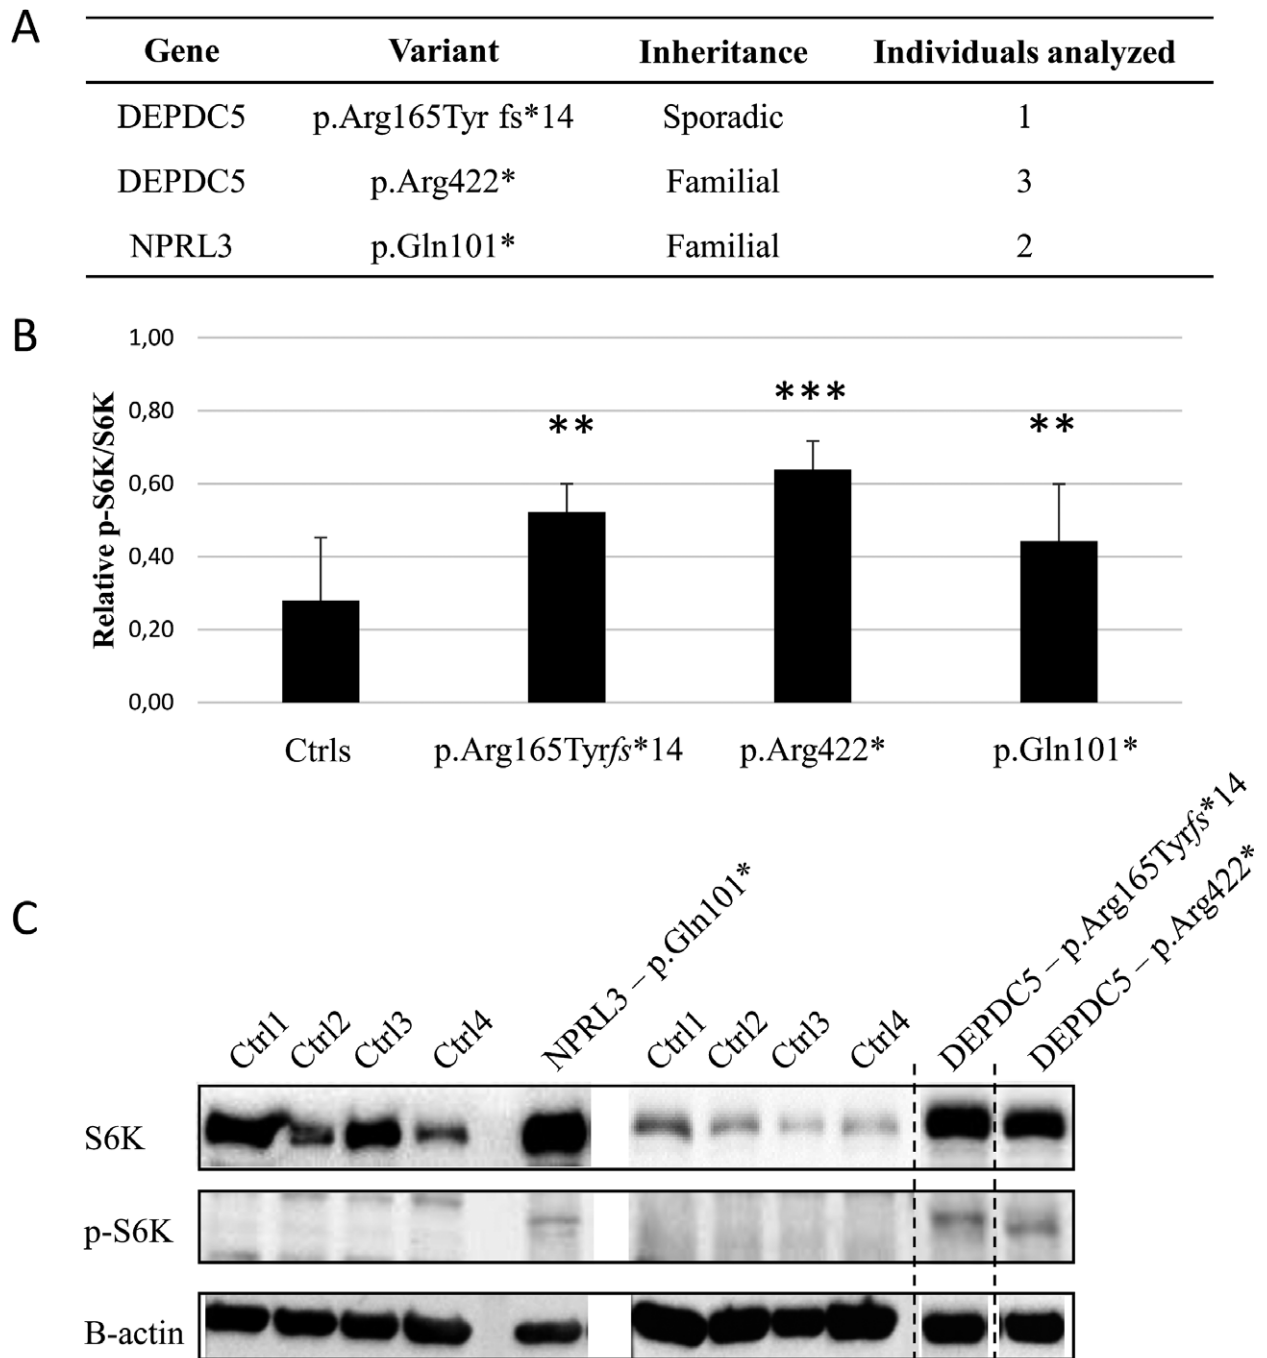 A
Gene Variant Inheritance Individuals analyzed
DEPDC5 p.Arg165Tyr fs*14 Sporadic 1
DEPDC5 p.Arg422* Familial 3
NPRL3 p.Gln101* Familial 2
B
Relative p-S6K/S6K
1,00
0,80
0,60
0,40
0,20
0,00
** *** **
Ctrls p.Arg165Tyrfs*14 p.Arg422* p.Gln101*
C
Ctrl1 Ctrl2 Ctrl3 Ctrl4 NPRL3 – p.Gln101* Ctrl1 Ctrl2 Ctrl3 Ctrl4 DEPDC5 – p.Arg165Tyrfs*14 DEPDC5 – p.Arg422*
S6K
p-S6K
B-actin